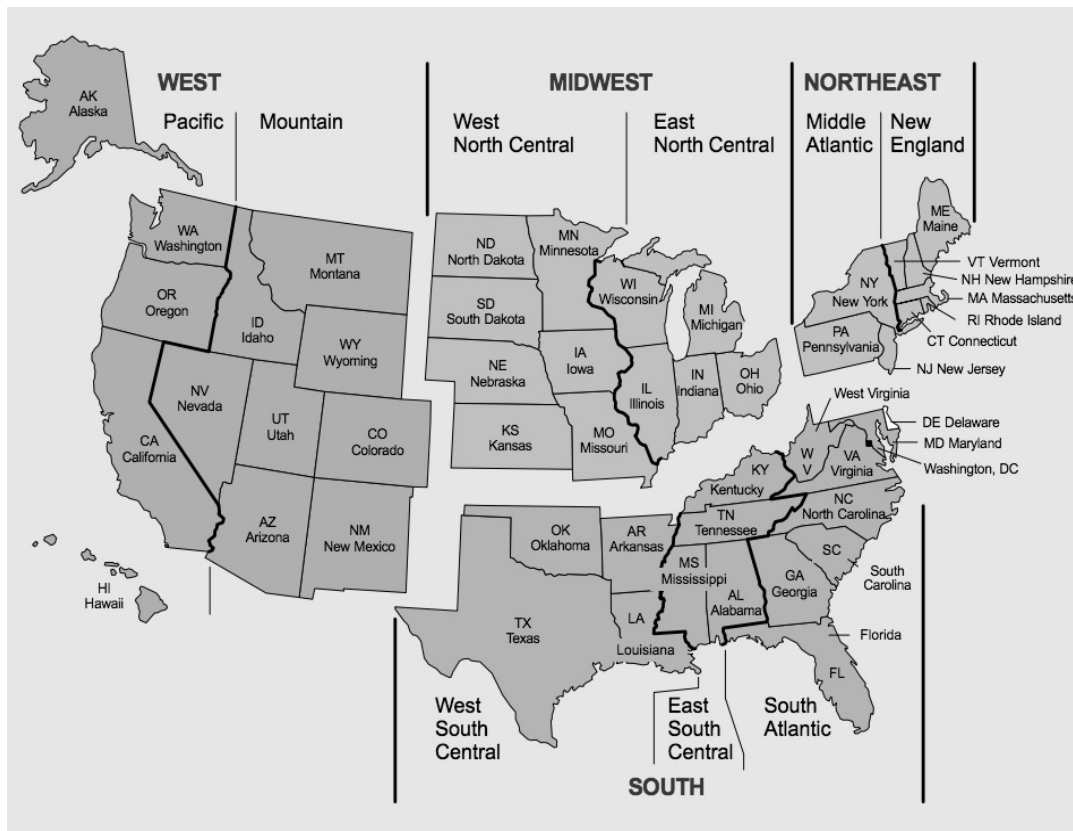 WEST
MIDWEST
NORTHEAST
Pacific
Mountain
West
North Central
East
North Central
Middle
Atlantic
New
England
AK
Alaska
WA
Washington
OR
Oregon
CA
California
HI
Hawaii
MT
Montana
ID
Idaho
WY
Wyoming
NV
Nevada
UT
Utah
CO
Colorado
AZ
Arizona
NM
New Mexico
ND
North Dakota
MN
Minnesota
SD
South Dakota
NE
Nebraska
IA
Iowa
KS
Kansas
MO
Missouri
WI
Wisconsin
MI
Michigan
IL
Illinois
IN
Indiana
OH
Ohio
ME
Maine
VT Vermont
NH New Hampshire
MA Massachusetts
RI Rhode Island
CT Connecticut
NJ New Jersey
NY
New York
PA
Pennsylvania
West Virginia
DE Delaware
MD Maryland
Washington, DC
W
V
VA
Virginia
KY
Kentucky
NC
North Carolina
TN
Tennessee
SC
South
Carolina
OK
Oklahoma
AR
Arkansas
MS
Mississippi
AL
Alabama
GA
Georgia
TX
Texas
LA
Louisiana
Florida
FL
West
South
Central
East
South
Central
South
Atlantic
SOUTH